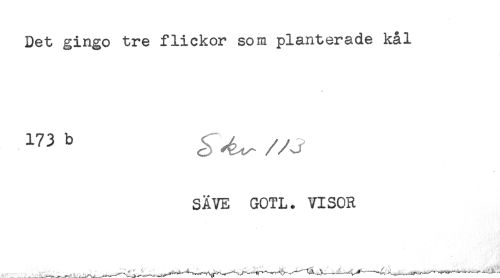 Det gingo tre flickor som planterade kål
173 b
Skv 113
SÄVE GOTL. VISOR